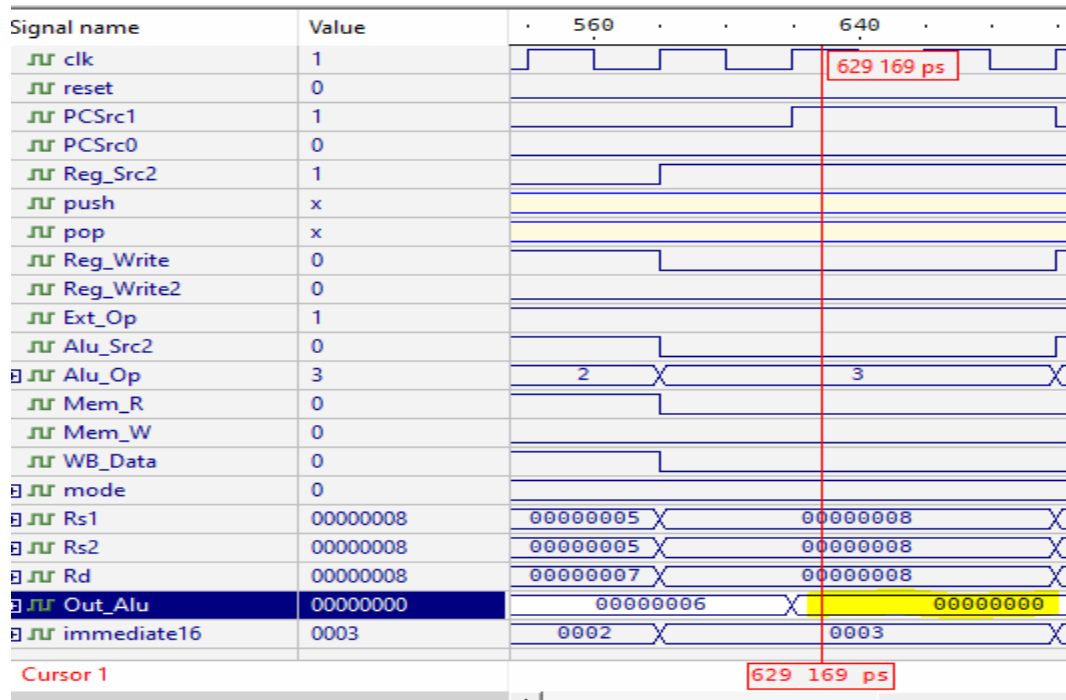 Signal name Value 560 640
clk 1 629 169 ps
reset 0
PCSrc1 1
PCSrc0 0
Reg_Src2 1
push x
pop x
Reg_Write 0
Reg_Write2 0
Ext_Op 1
Alu_Src2 0
Alu_Op 3 2 3
Mem_R 0
Mem_W 0
WB_Data 0
mode 0
Rs1 00000008 00000005 00000008
Rs2 00000008 00000005 00000008
Rd 00000008 00000007 00000008
Out_Alu 00000000 00000006 00000000
immediate16 0003 0002 0003
Cursor 1 629 169 ps